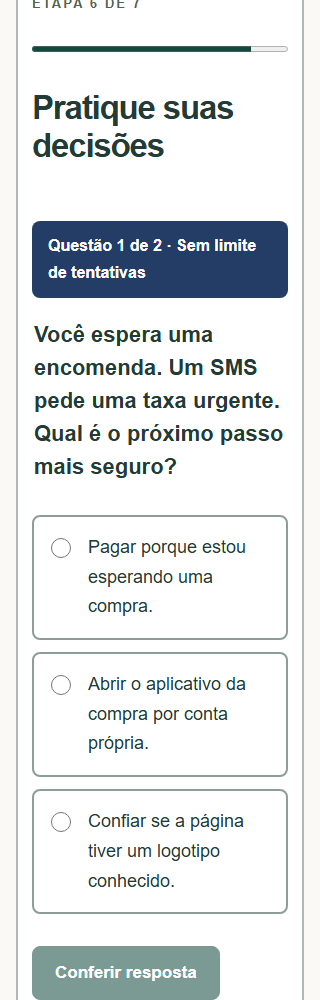 ETAPA 6 DE 7
Pratique suas
decisões
Questão 1 de 2 · Sem limite
de tentativas
Você espera uma
encomenda. Um SMS
pede uma taxa urgente.
Qual é o próximo passo
mais seguro?
Pagar porque estou
esperando uma
compra.
Abrir o aplicativo da
compra por conta
própria.
Confiar se a página
tiver um logotipo
conhecido.
Conferir resposta